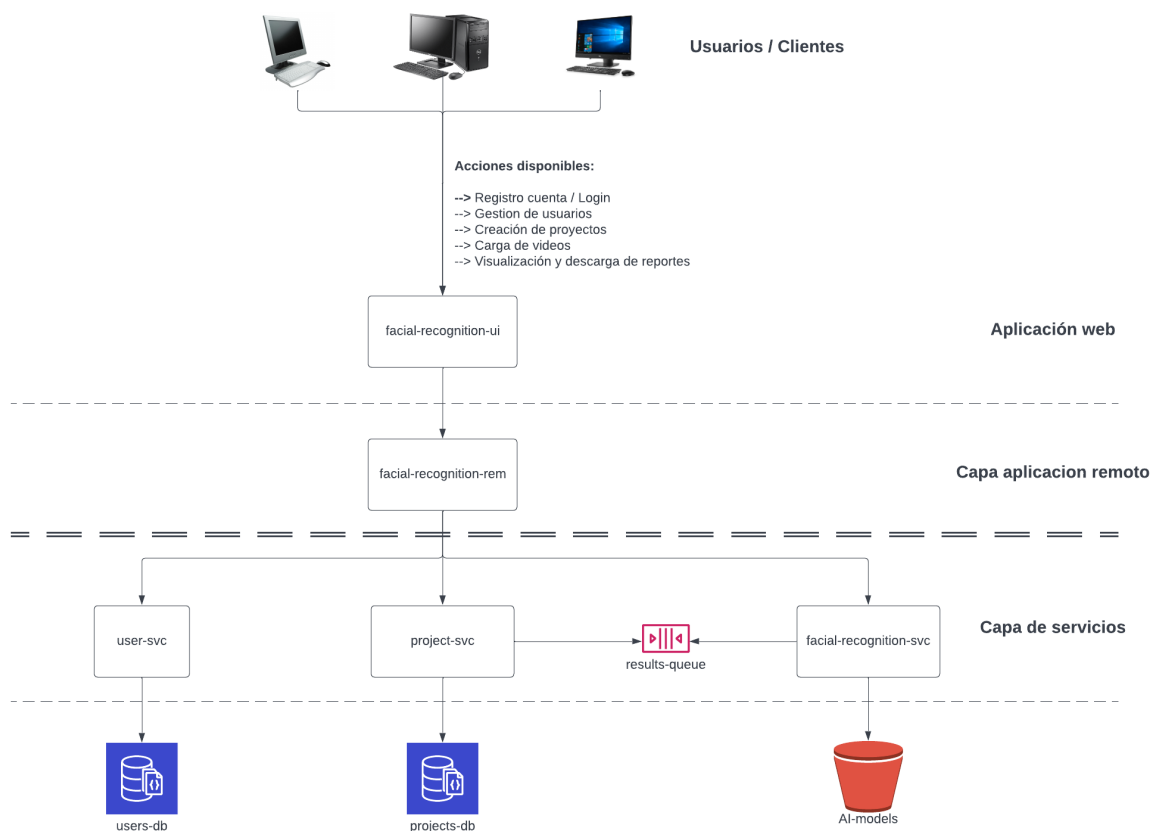 Usuarios / Clientes
Acciones disponibles:
--> Registro cuenta / Login
--> Gestion de usuarios
--> Creación de proyectos
--> Carga de videos
--> Visualización y descarga de reportes
facial-recognition-ui
Aplicación web
facial-recognition-rem
Capa aplicacion remoto
user-svc
project-svc
results-queue
facial-recognition-svc
Capa de servicios
users-db
projects-db
AI-models